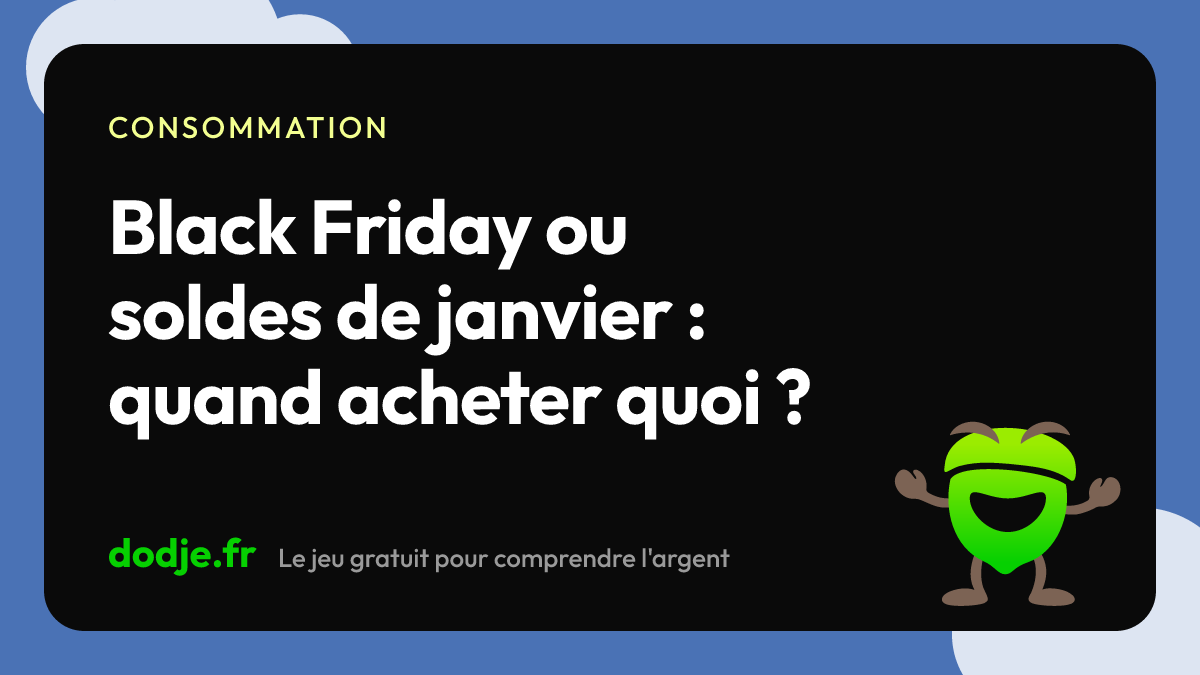 CONSOMMATION
Black Friday ou
soldes de janvier :
quand acheter quoi ?
dodje.fr Le jeu gratuit pour comprendre l'argent